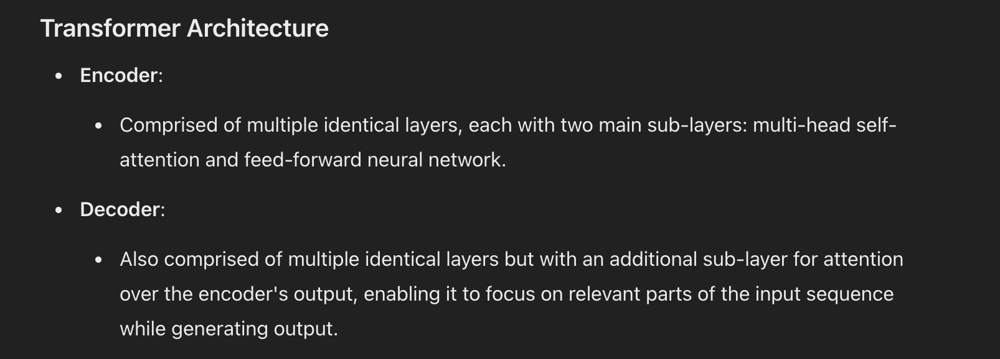 Transformer Architecture
• Encoder:
• Comprised of multiple identical layers, each with two main sub-layers: multi-head self-
attention and feed-forward neural network.
• Decoder:
• Also comprised of multiple identical layers but with an additional sub-layer for attention
over the encoder's output, enabling it to focus on relevant parts of the input sequence
while generating output.